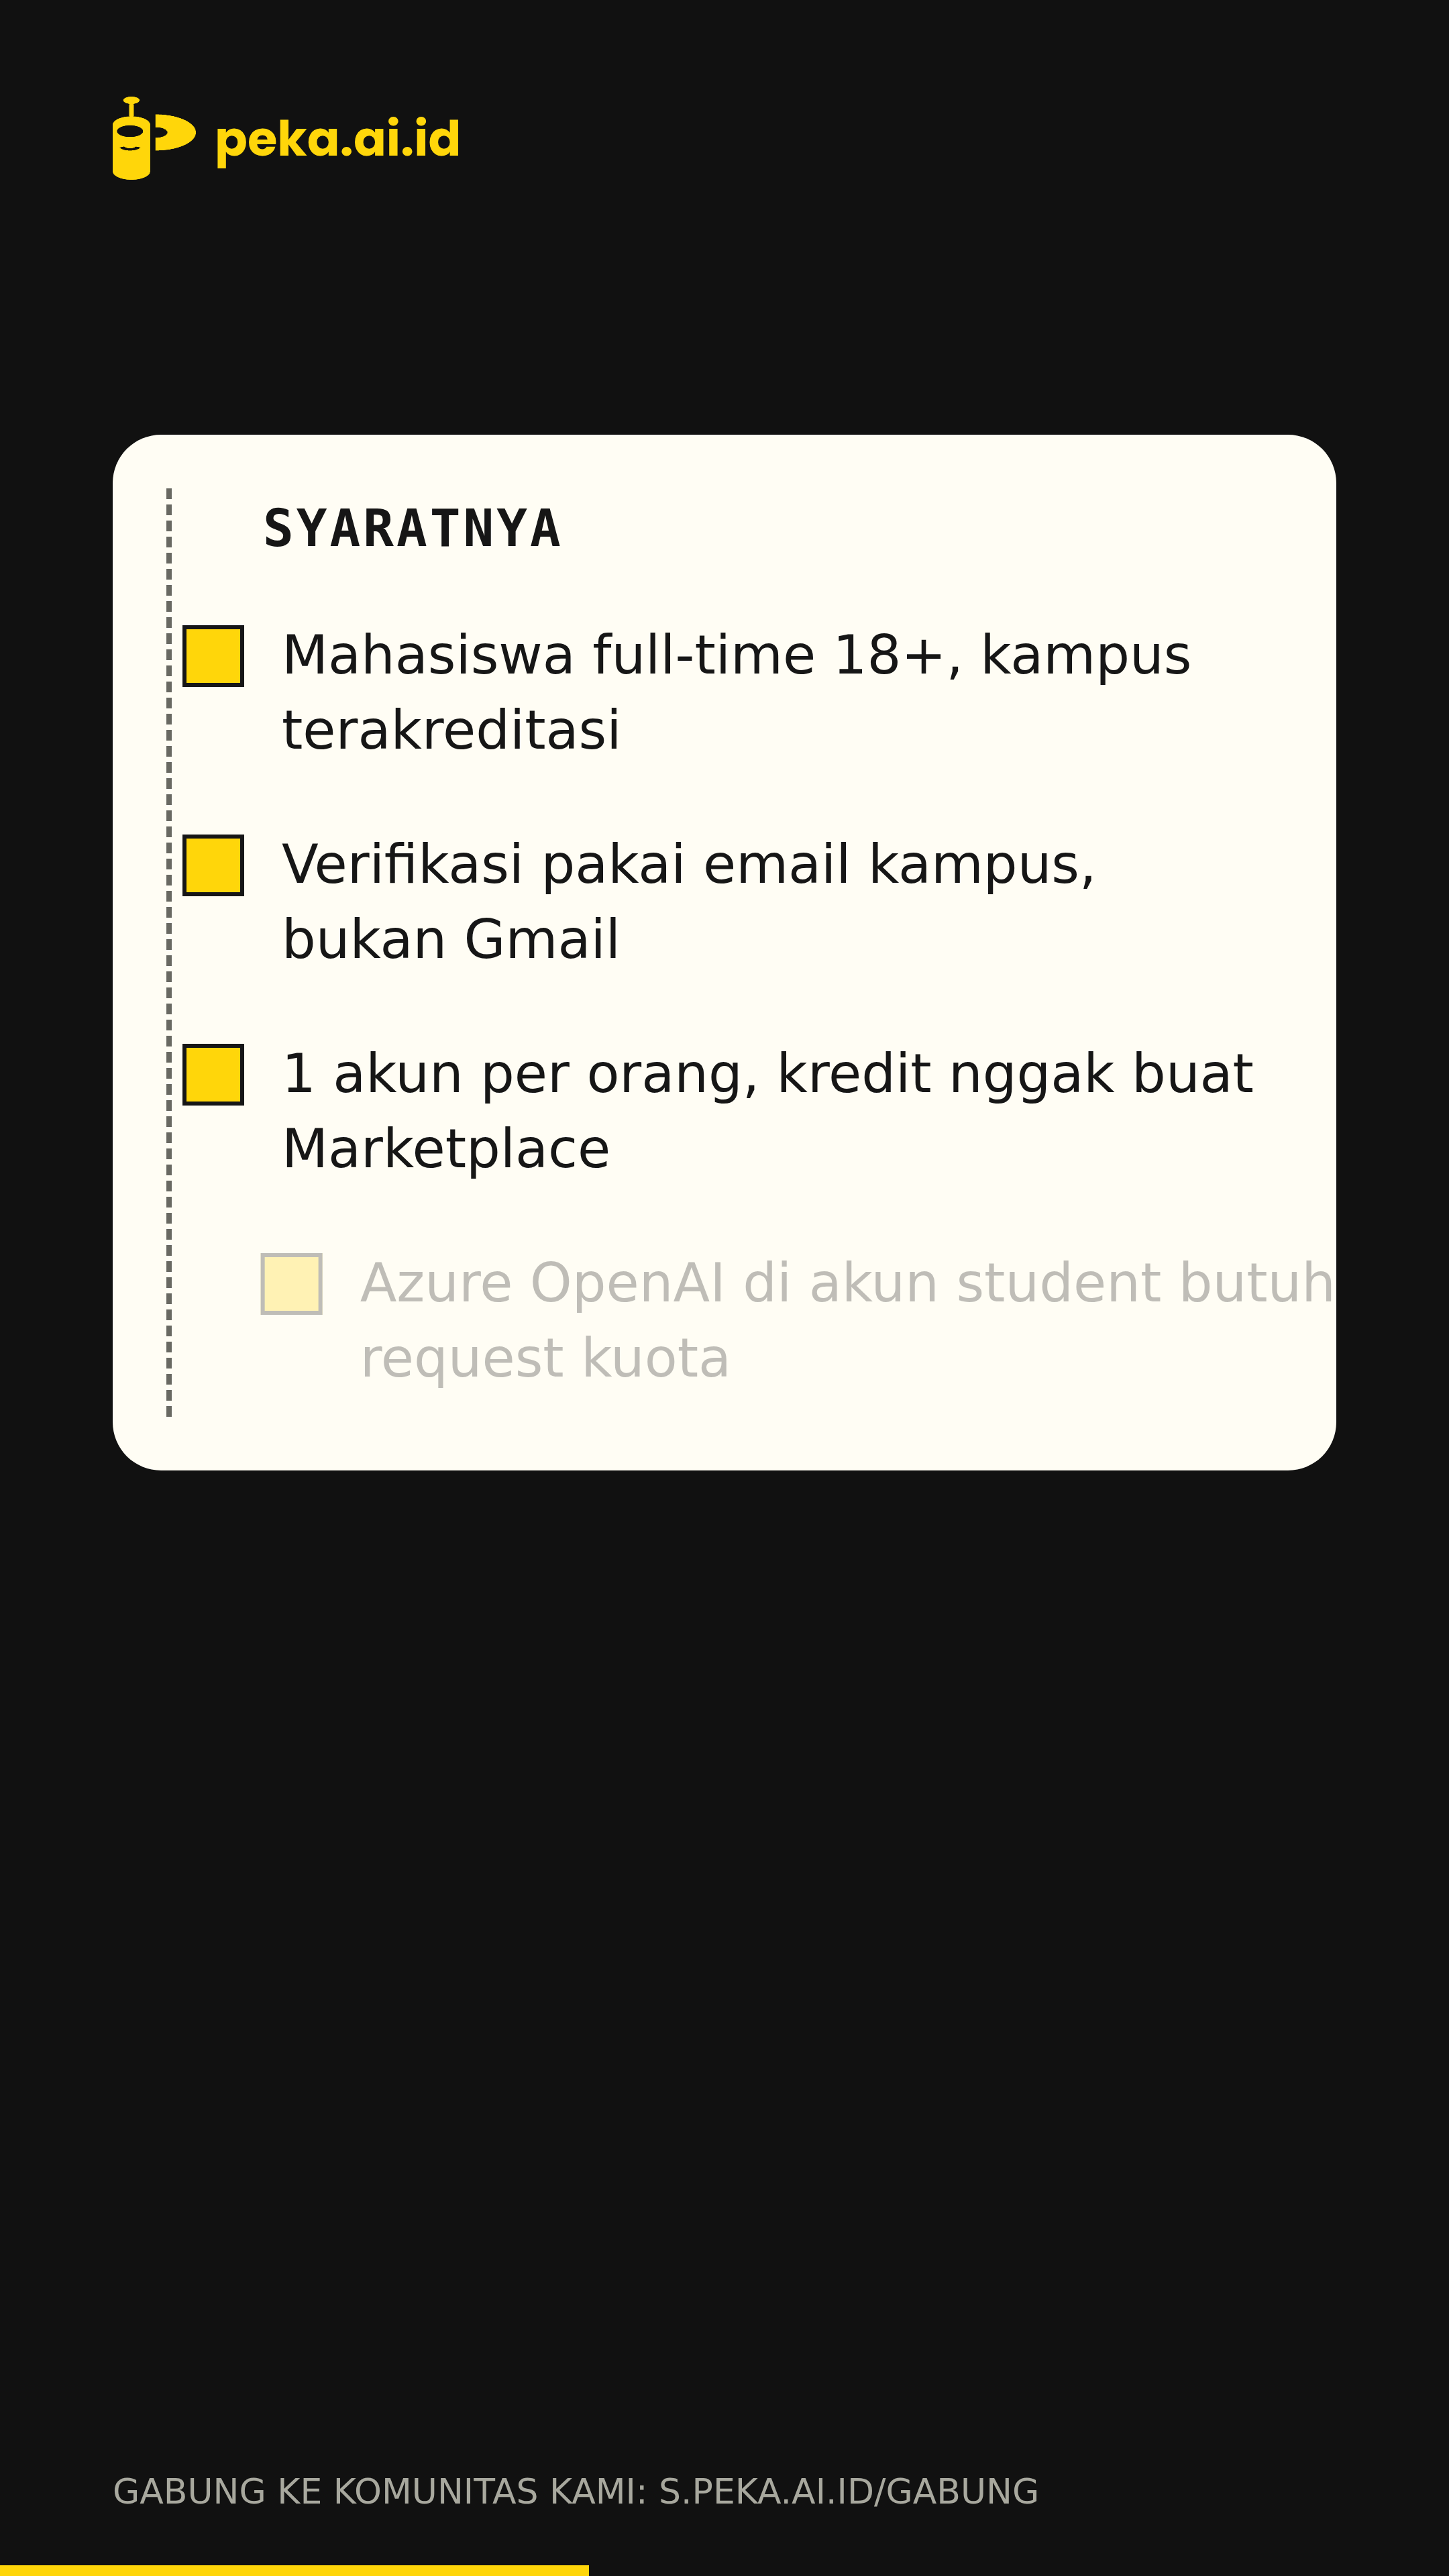 peka.ai.id
SYARATNYA
Mahasiswa full-time 18+, kampus
terakreditasi
Verifikasi pakai email kampus,
bukan Gmail
1 akun per orang, kredit nggak buat
Marketplace
Azure OpenAI di akun student butuh
request kuota
GABUNG KE KOMUNITAS KAMI: S.PEKA.AI.ID/GABUNG